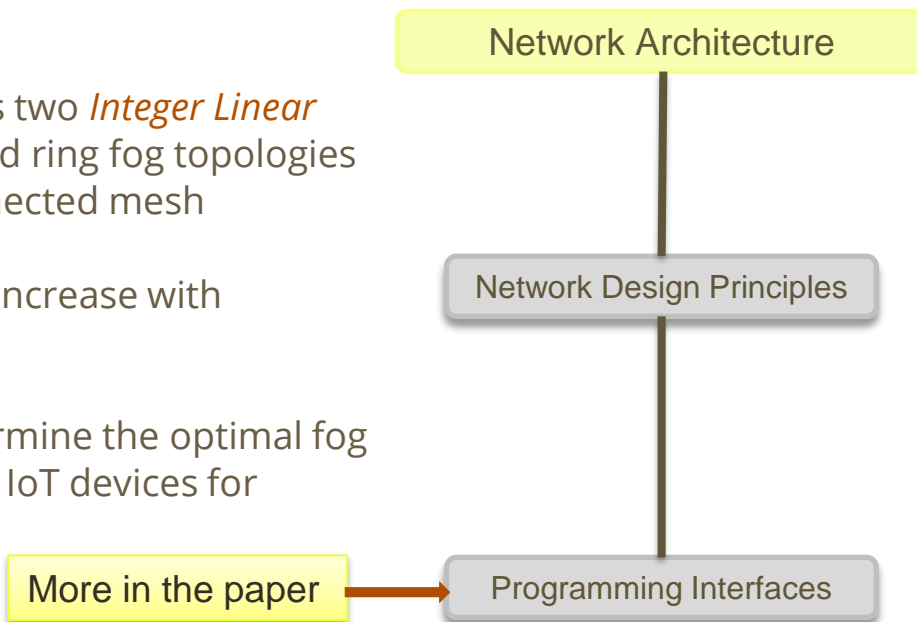 Network Architecture
s two Integer Linear
d ring fog topologies
nected mesh
ncrease with
Network Design Principles
rmine the optimal fog
IoT devices for
More in the paper
Programming Interfaces